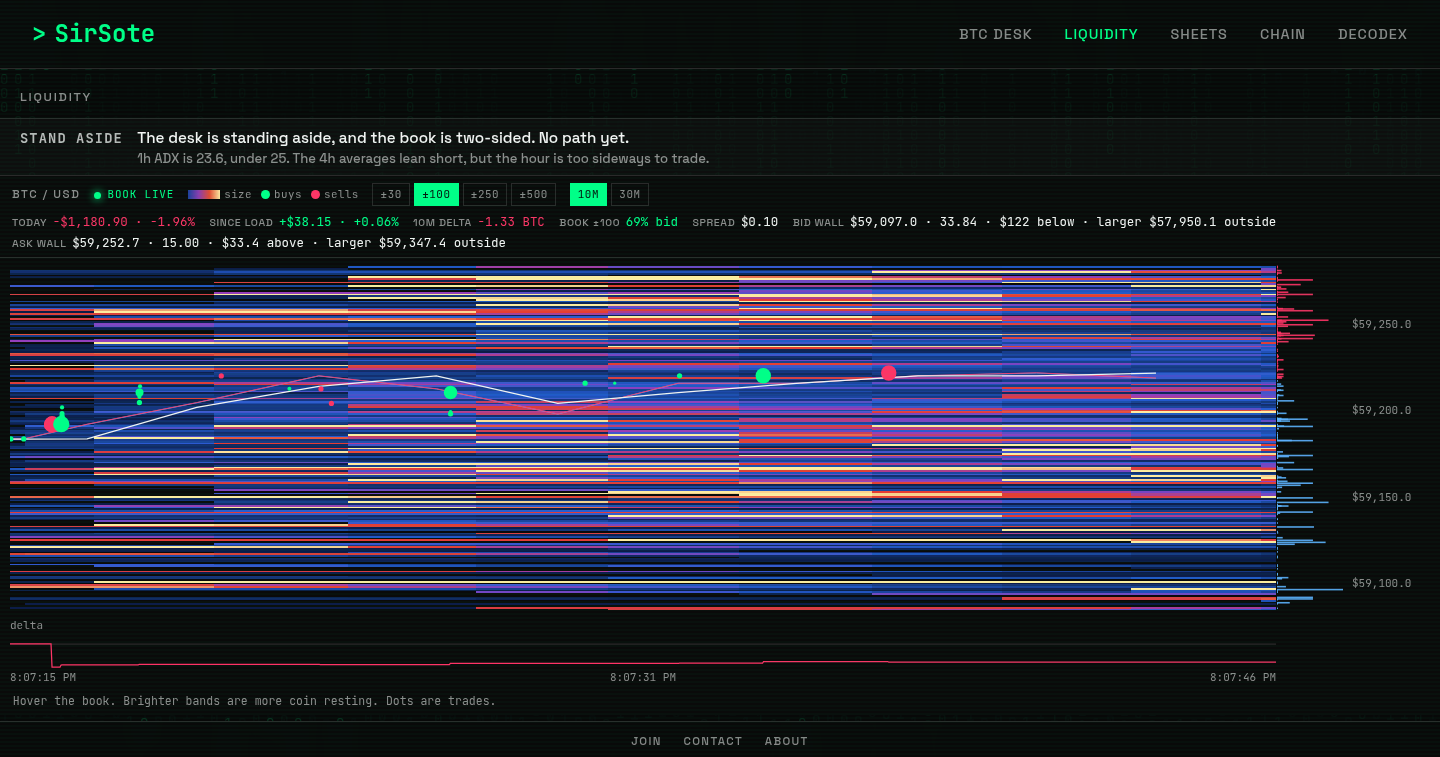 > SirSote
BTC DESK LIQUIDITY SHEETS CHAIN DECODEX
LIQUIDITY
STAND ASIDE The desk is standing aside, and the book is two-sided. No path yet.
1h ADX is 23.6, under 25. The 4h averages lean short, but the hour is too sideways to trade.
BTC / USD BOOK LIVE size buys sells ±30 ±100 ±250 ±500 10M 30M
TODAY -$1,180.90 · -1.96% SINCE LOAD +$38.15 · +0.06% 10M DELTA -1.33 BTC BOOK ±100 69% bid SPREAD $0.10 BID WALL $59,097.0 · 33.84 · $122 below · larger $57,950.1 outside
ASK WALL $59,252.7 · 15.00 · $33.4 above · larger $59,347.4 outside
$59,250.0
$59,200.0
$59,150.0
$59,100.0
delta
8:07:15 PM 8:07:31 PM 8:07:46 PM
Hover the book. Brighter bands are more coin resting. Dots are trades.
JOIN CONTACT ABOUT